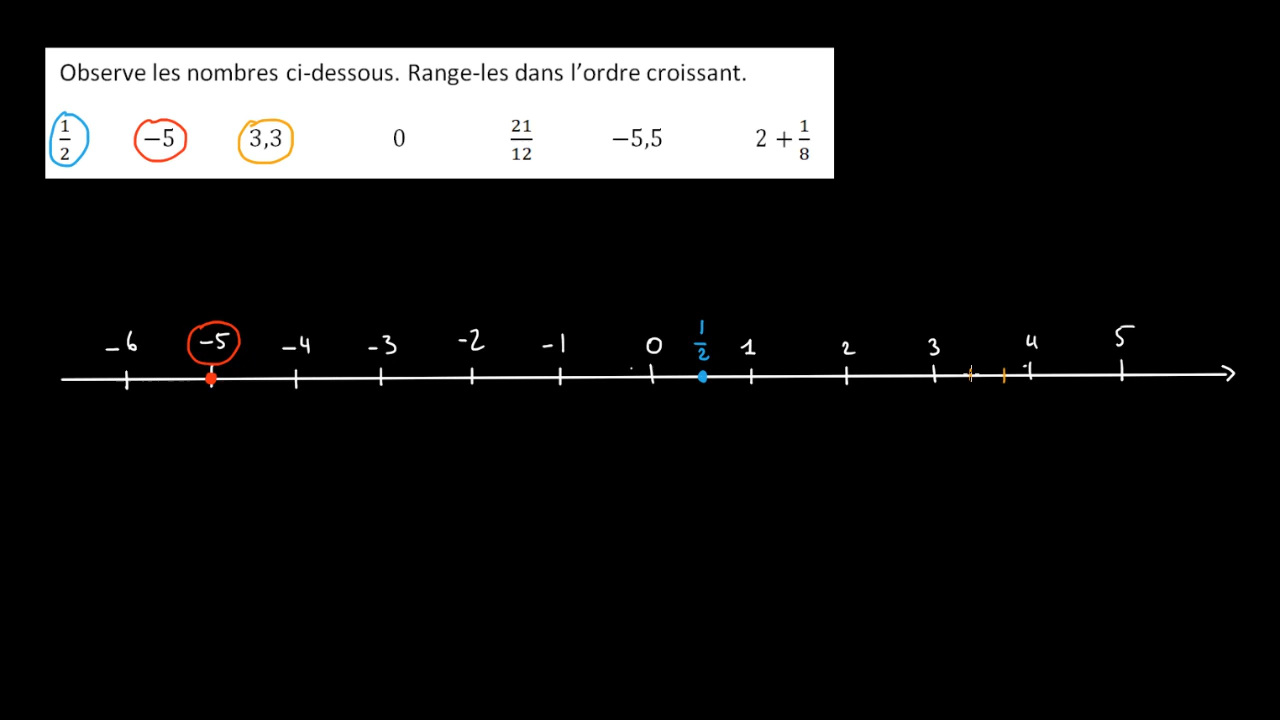 Observe les nombres ci-dessous. Range-les dans l'ordre croissant.
1/2 −5 3,3 0 21/12 −5,5 2 + 1/8
1/2
-6 -5 -4 -3 -2 -1 0 1 2 3 4 5